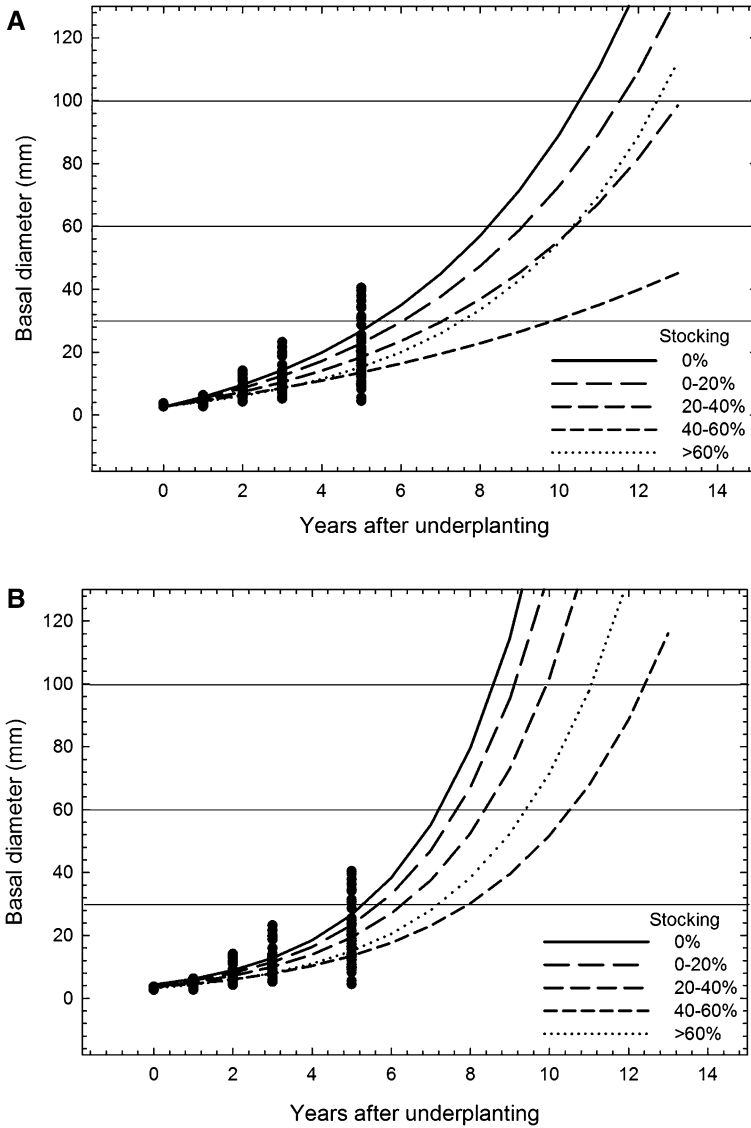 A
120
100
80
60
40
20
0
Basal diameter (mm)
Stocking
0%
0-20%
20-40%
40-60%
>60%
0 2 4 6 8 10 12 14
Years after underplanting
B
120
100
80
60
40
20
0
Basal diameter (mm)
Stocking
0%
0-20%
20-40%
40-60%
>60%
0 2 4 6 8 10 12 14
Years after underplanting